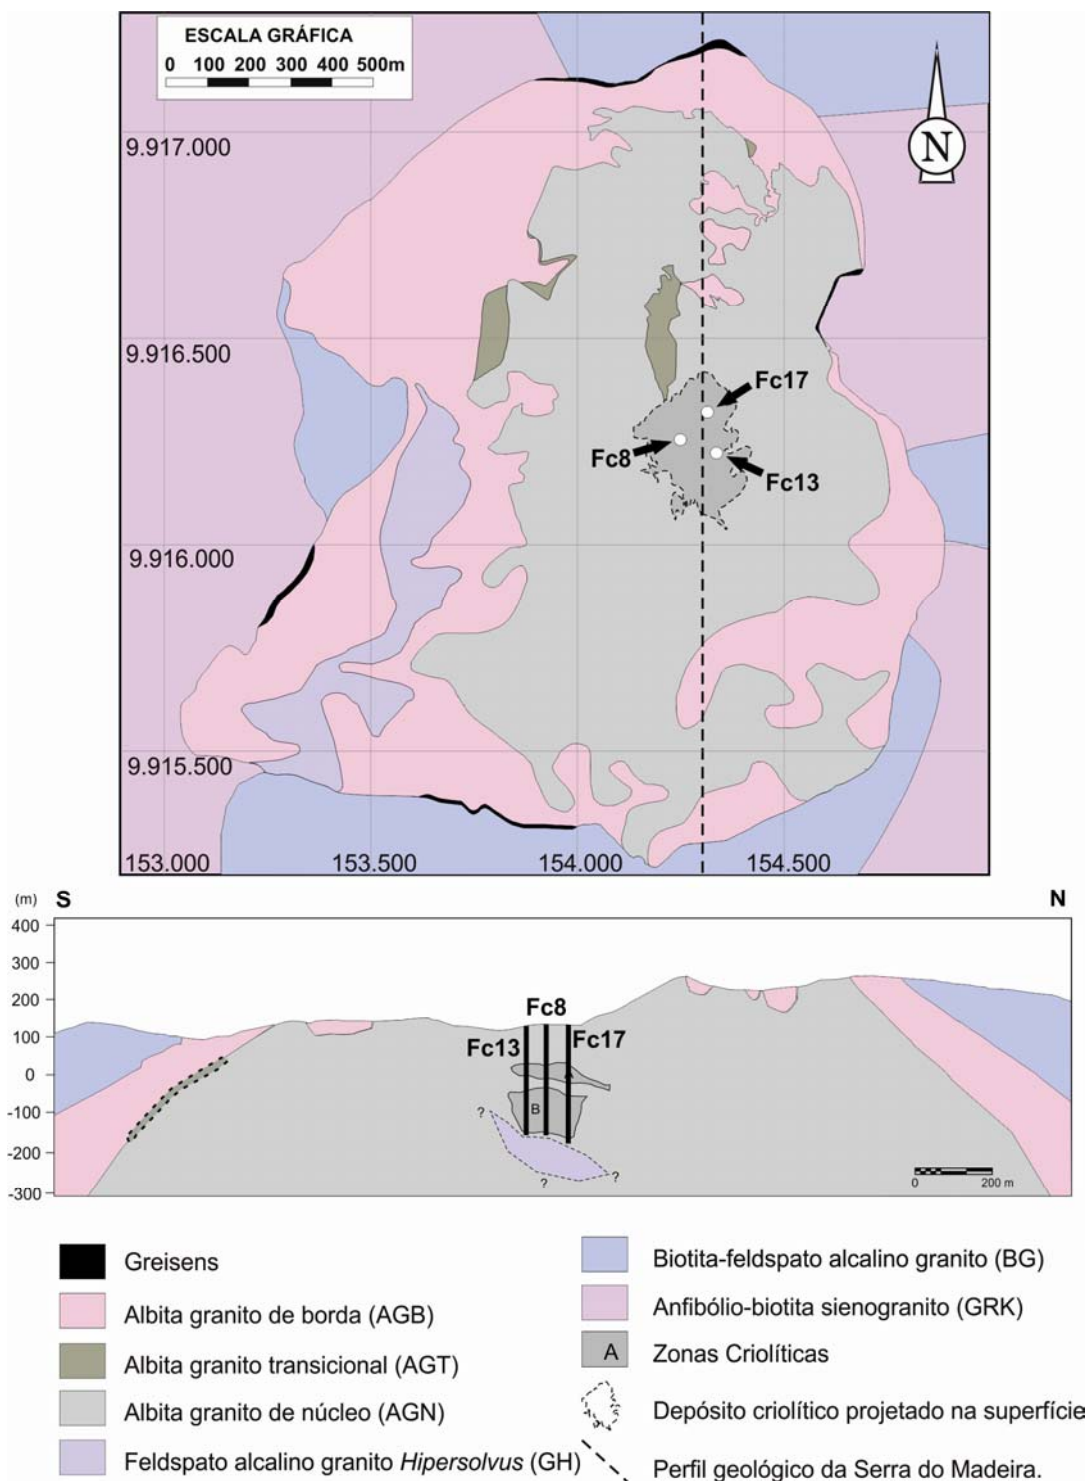 ESCALA GRÁFICA
0 100 200 300 400 500m
N
9.917.000
9.916.500
Fc17
Fc8
Fc13
9.916.000
9.915.500
153.000 153.500 154.000 154.500
(m) S N
400
300
200
100
0
-100
-200
-300
Fc8
Fc13 Fc17
A
B
?
?
?
0 200 m
Greisens
Albita granito de borda (AGB)
Albita granito transicional (AGT)
Albita granito de núcleo (AGN)
Feldspato alcalino granito Hipersolvus (GH)
Biotita-feldspato alcalino granito (BG)
Anfibólio-biotita sienogranito (GRK)
A Zonas Criolíticas
Depósito criolítico projetado na superfície
Perfil geológico da Serra do Madeira.